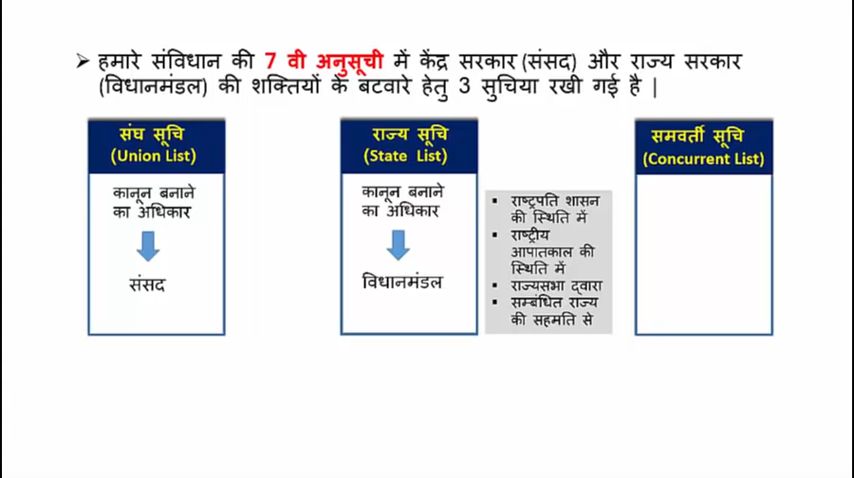 ➢ हमारे संविधान की 7 वी अनुसूची में केंद्र सरकार (संसद) और राज्य सरकार
(विधानमंडल) की शक्तियों के बटवारे हेतु 3 सुचिया रखी गई है |
संघ सूचि
(Union List)
कानून बनाने
का अधिकार
संसद
राज्य सूचि
(State List)
कानून बनाने
का अधिकार
विधानमंडल
▪ राष्ट्रपति शासन
की स्थिति में
▪ राष्ट्रीय
आपातकाल की
स्थिति में
▪ राज्यसभा द्वारा
▪ सम्बंधित राज्य
की सहमति से
समवर्ती सूचि
(Concurrent List)